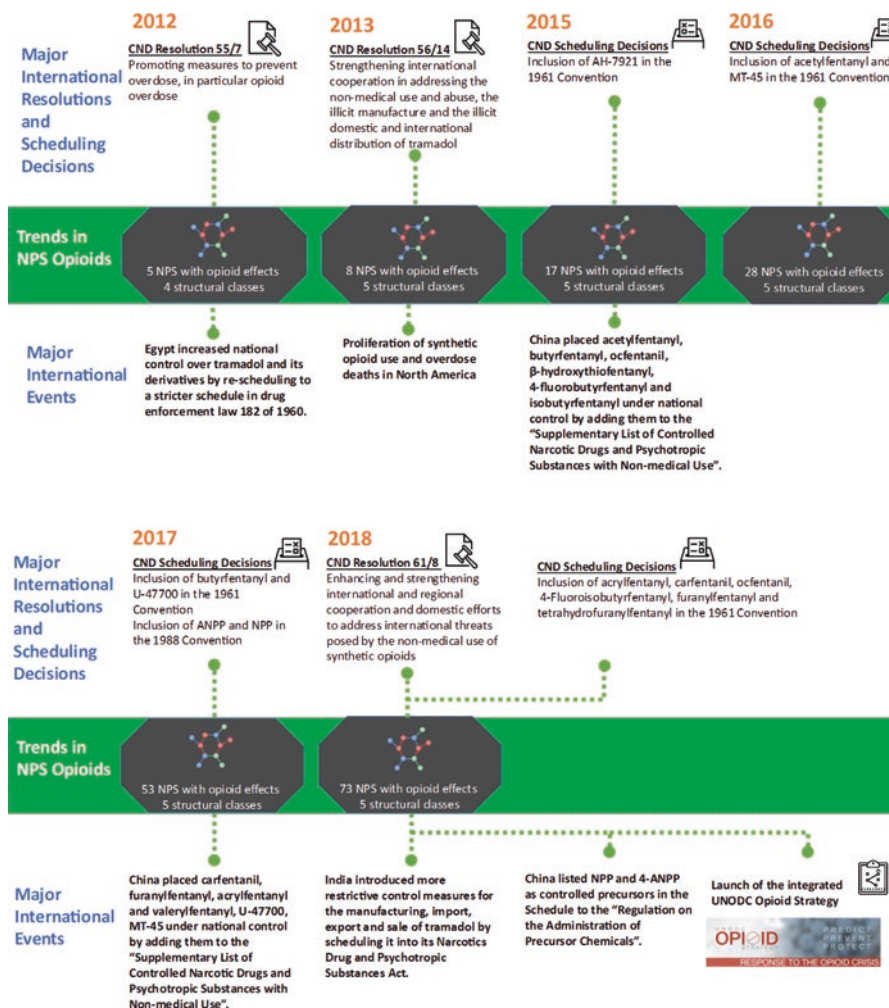 2012
2013
2015
2016
Major
International
Resolutions
and
Scheduling
Decisions
CND Resolution 55/7
Promoting measures to prevent
overdose, in particular opioid
overdose
CND Resolution 56/14
Strengthening international
cooperation in addressing the
non-medical use and abuse, the
illicit manufacture and the illicit
domestic and international
distribution of tramadol
CND Scheduling Decisions
Inclusion of AH-7921 in the
1961 Convention
CND Scheduling Decisions
Inclusion of acetylfentanyl and
MT-45 in the 1961 Convention
Trends in
NPS Opioids
5 NPS with opioid effects
4 structural classes
8 NPS with opioid effects
5 structural classes
17 NPS with opioid effects
5 structural classes
28 NPS with opioid effects
5 structural classes
Major
International
Events
Egypt increased national
control over tramadol and its
derivatives by re-scheduling to
a stricter schedule in drug
enforcement law 182 of 1960.
Proliferation of synthetic
opioid use and overdose
deaths in North America
China placed acetylfentanyl,
butyrfentanyl, ocfentanil,
β-hydroxythiofentanyl,
4-fluorobutyrfentanyl and
isobutyrfentanyl under national
control by adding them to the
“Supplementary List of Controlled
Narcotic Drugs and Psychotropic
Substances with Non-medical Use”.
2017
2018
Major
International
Resolutions
and
Scheduling
Decisions
CND Scheduling Decisions
Inclusion of butyrfentanyl and
U-47700 in the 1961
Convention
Inclusion of ANPP and NPP in
the 1988 Convention
CND Resolution 61/8
Enhancing and strengthening
international and regional
cooperation and domestic efforts
to address international threats
posed by the non-medical use of
synthetic opioids
CND Scheduling Decisions
Inclusion of acrylfentanyl, carfentanil, ocfentanil,
4-Fluoroisobutyrfentanyl, furanylfentanyl and
tetrahydrofuranylfentanyl in the 1961 Convention
Trends in
NPS Opioids
53 NPS with opioid effects
5 structural classes
73 NPS with opioid effects
5 structural classes
Major
International
Events
China placed carfentanil,
furanylfentanyl, acrylfentanyl
and valerylfentanyl, U-47700,
MT-45 under national control
by adding them to the
“Supplementary List of
Controlled Narcotic Drugs and
Psychotropic Substances with
Non-medical Use”.
India introduced more
restrictive control measures for
the manufacturing, import,
export and sale of tramadol by
scheduling it into its Narcotics
Drug and Psychotropic
Substances Act.
China listed NPP and 4-ANPP
as controlled precursors in the
Schedule to the “Regulation on
the Administration of
Precursor Chemicals”.
Launch of the integrated
UNODC Opioid Strategy
OPIOID
PREDICT
PREVENT
PROTECT
RESPONSE TO THE OPIOID CRISIS